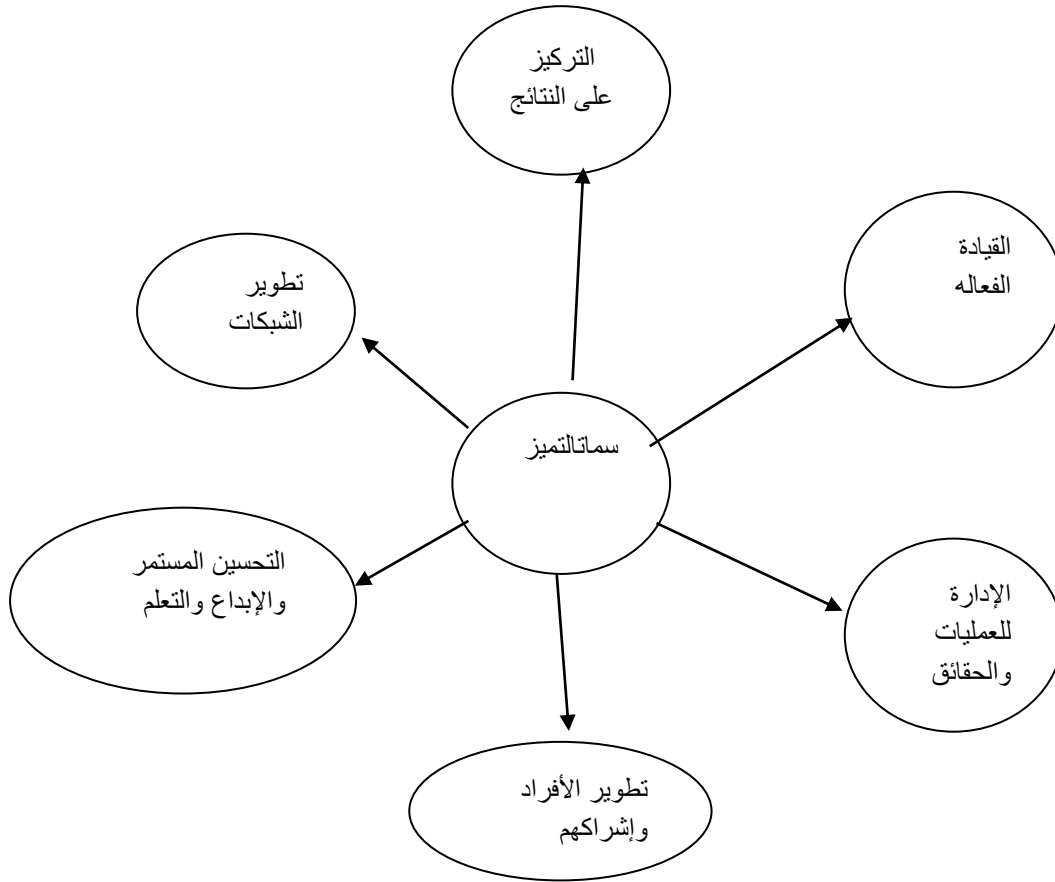 التركيز
على النتائج
القيادة
الفعاله
تطوير
الشبكات
سماتالتميز
التحسين المستمر
والإبداع والتعلم
الإدارة
للعمليات
والحقائق
تطوير الأفراد
وإشراكهم